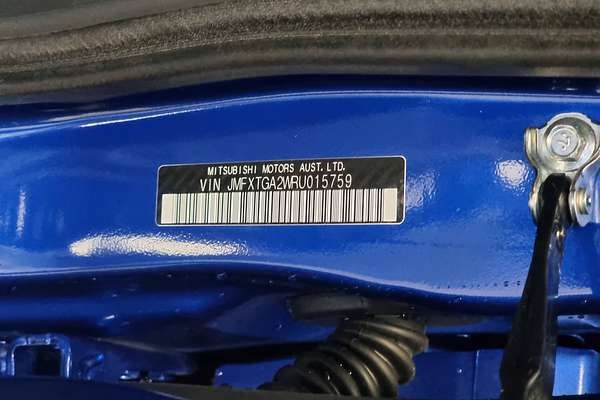 MITSUBISHI MOTORS AUST. LTD.
VIN JMFXTGA2WRU015759